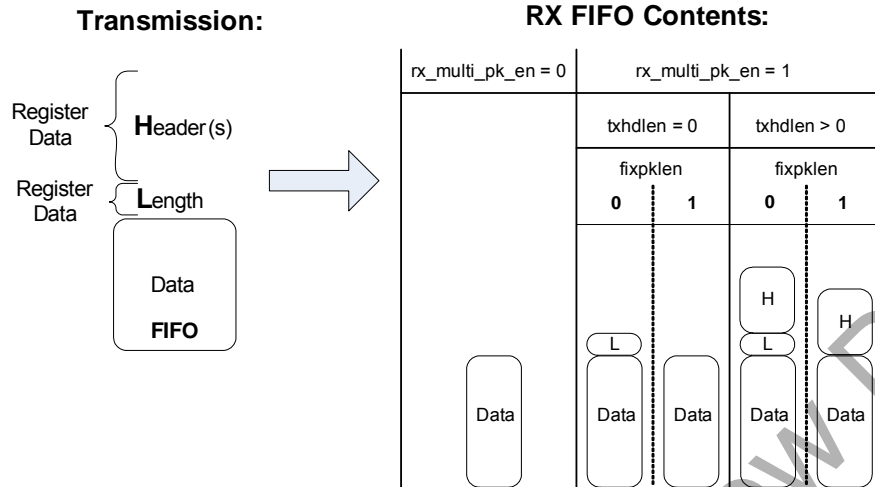 Transmission:
RX FIFO Contents:
rx_multi_pk_en = 0
rx_multi_pk_en = 1
txhdlen = 0
txhdlen > 0
fixpklen
fixpklen
0
1
0
1
Register
Data
Header(s)
Register
Data
Length
Data
FIFO
H
H
L
L
Data
Data
Data
Data
Data